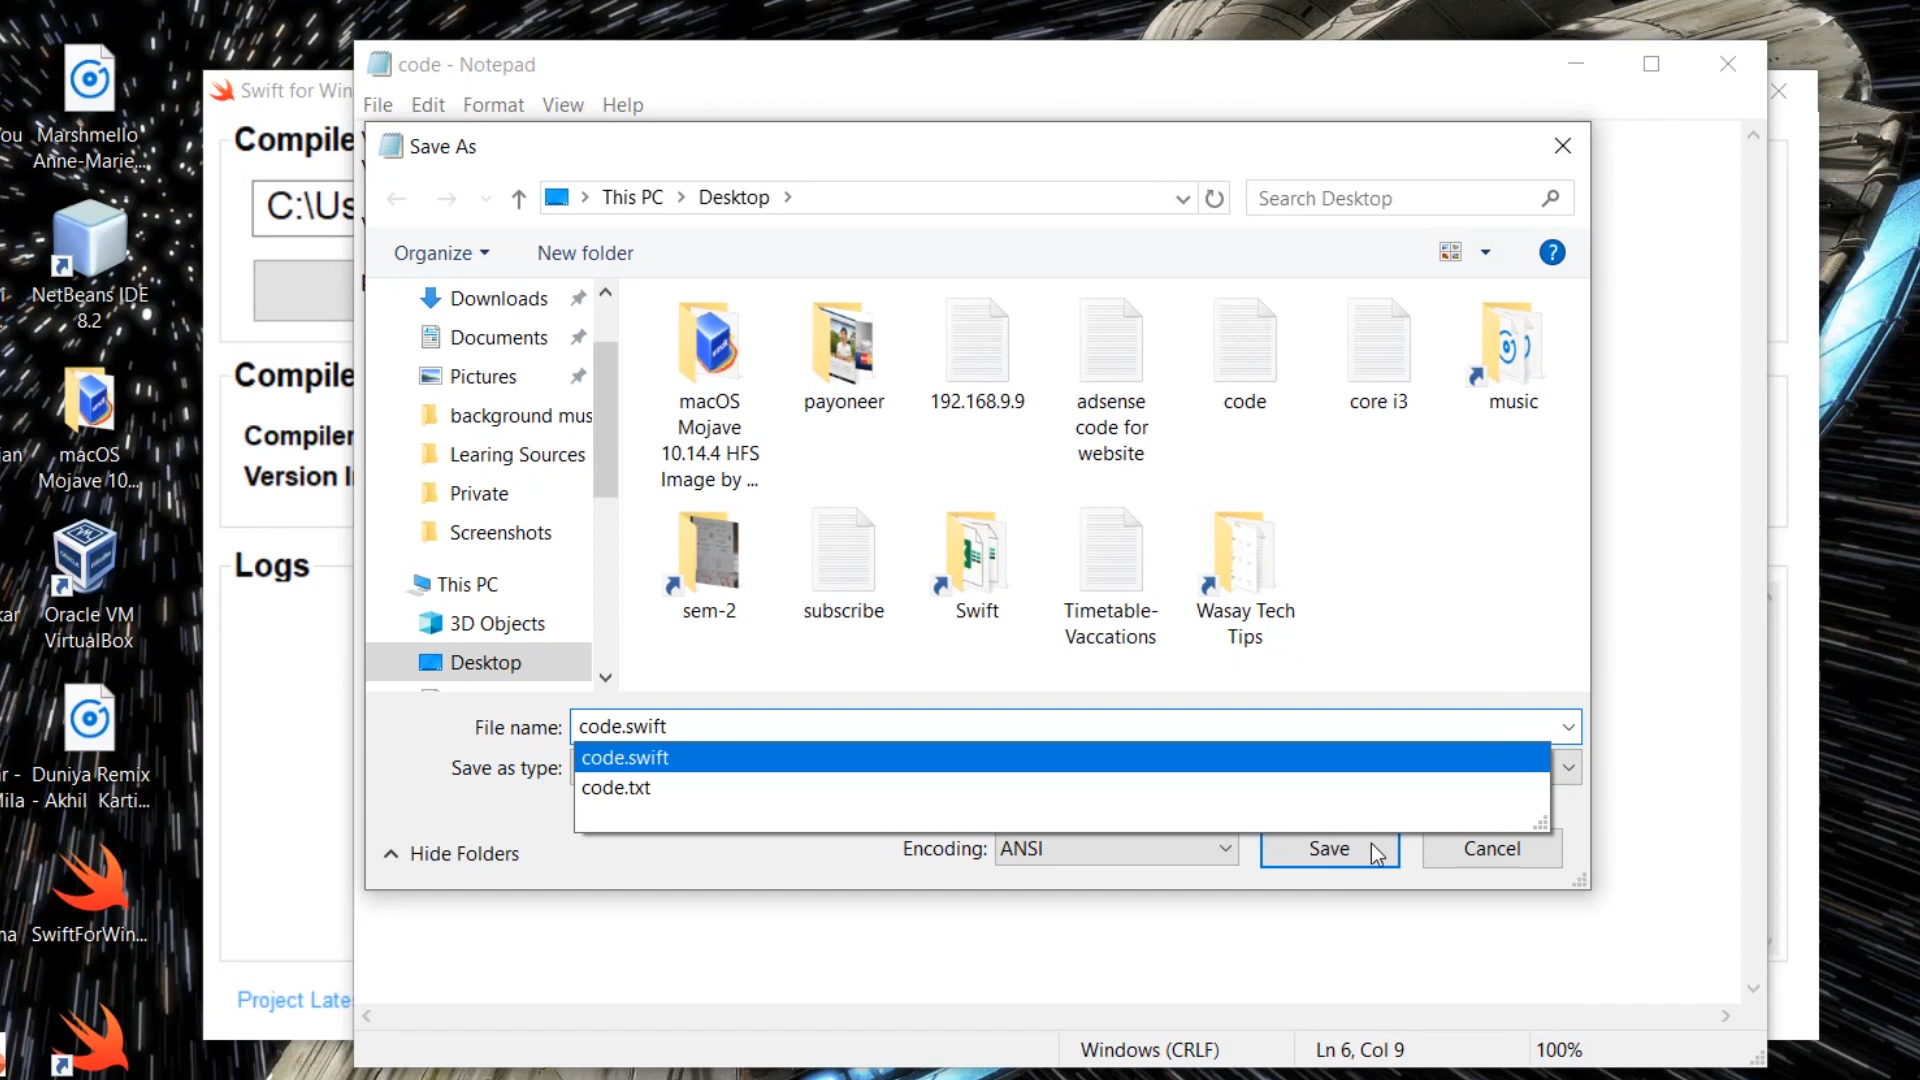 ou Marshmello
Anne-Marie...
NetBeans IDE
8.2
macOS
Mojave 10...
Oracle VM
VirtualBox
Duniya Remix
- Akhil Karti...
SwiftForWin...
Swift for Win
Compile
C:\Us
Compile
Compiler
Version I
Logs
Project Late
code - Notepad
File Edit Format View Help
Save As
This PC Desktop
Search Desktop
Organize New folder
?
Downloads
Documents
Pictures
background mus
Learing Sources
Private
Screenshots
This PC
3D Objects
Desktop
macOS
Mojave
10.14.4 HFS
Image by ...
payoneer
192.168.9.9
adsense
code for
website
code
core i3
music
sem-2
subscribe
Swift
Timetable-
Vaccations
Wasay Tech
Tips
File name: code.swift
code.swift
Save as type:
code.txt
Hide Folders
Encoding: ANSI
Save Cancel
Windows (CRLF) Ln 6, Col 9 100%